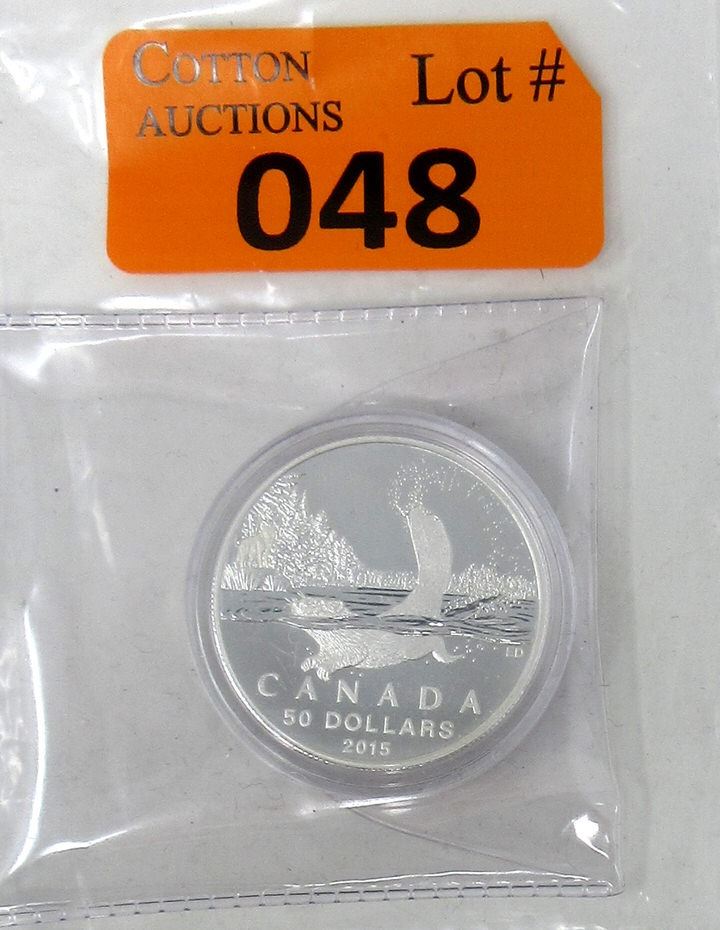 COTTON
AUCTIONS
Lot #
048
CANADA
50 DOLLARS
2015